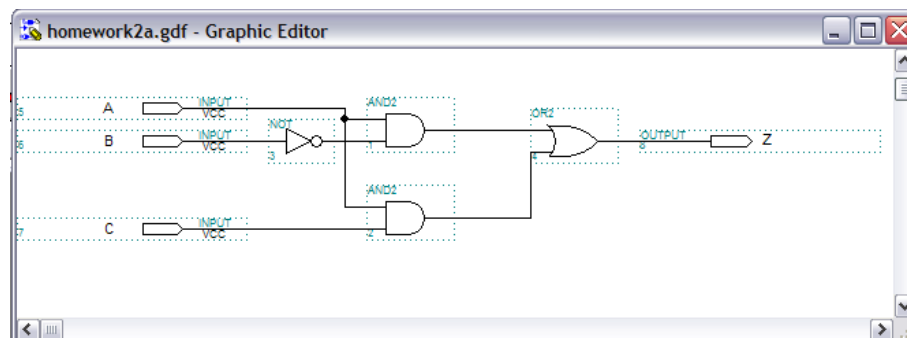 homework2a.gdf - Graphic Editor
AND2
OR2
A INPUT VCC
5
NOT
B INPUT VCC
6
3
1
4
OUTPUT
8
Z
AND2
C INPUT VCC
7
2